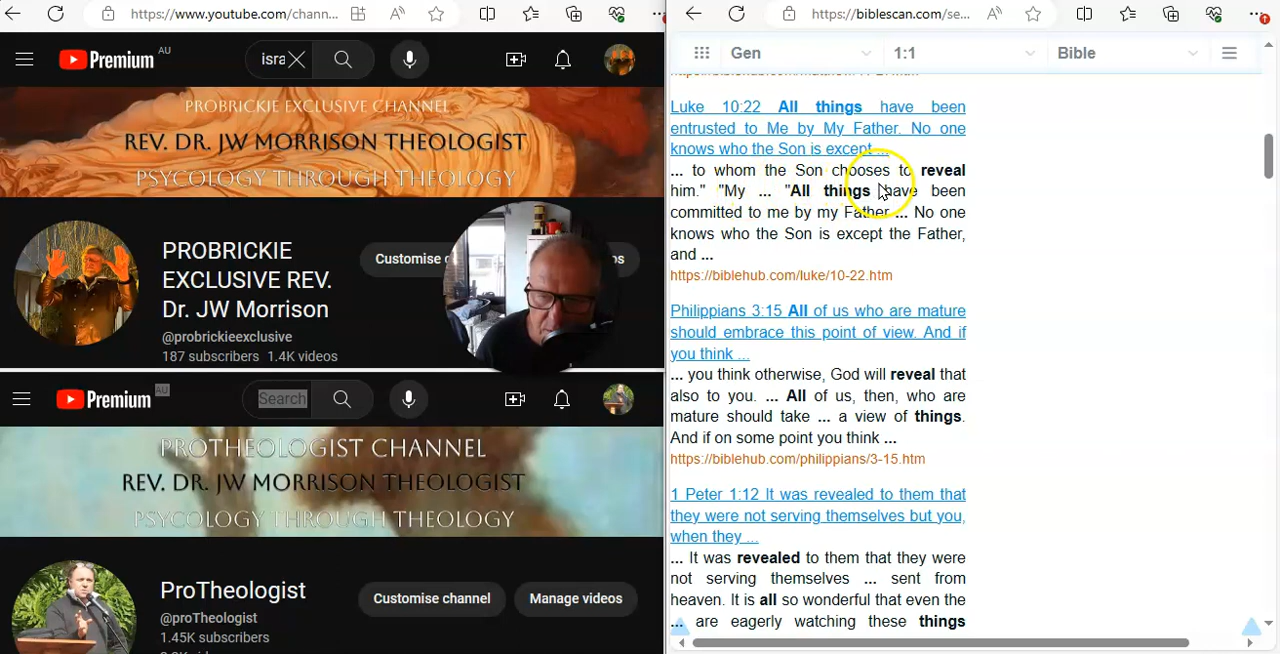 https://www.youtube.com/chann...
Premium AU
isra
PROBRICKIE EXCLUSIVE CHANNEL
REV. DR. JW MORRISON THEOLOGIST
PSYCOLOGY THROUGH THEOLOGY
PROBRICKIE
EXCLUSIVE REV.
Dr. JW Morrison
@probrickieexclusive
187 subscribers 1.4K videos
Customise
os
Premium AU
Search
PROTHEOLOGIST CHANNEL
REV. DR. JW MORRISON THEOLOGIST
PSYCOLOGY THROUGH THEOLOGY
ProTheologist
@proTheologist
1.45K subscribers
Customise channel
Manage videos
https://biblescan.com/se...
Gen
1:1
Bible
Luke 10:22 All things have been
entrusted to Me by My Father. No one
knows who the Son is except ...
... to whom the Son chooses to reveal
him." "My ... "All things have been
committed to me by my Father ... No one
knows who the Son is except the Father,
and ...
https://biblehub.com/luke/10-22.htm
Philippians 3:15 All of us who are mature
should embrace this point of view. And if
you think ...
... you think otherwise, God will reveal that
also to you. ... All of us, then, who are
mature should take ... a view of things.
And if on some point you think ...
https://biblehub.com/philippians/3-15.htm
1 Peter 1:12 It was revealed to them that
they were not serving themselves but you,
when they ...
... It was revealed to them that they were
not serving themselves ... sent from
heaven. It is all so wonderful that even the
... are eagerly watching these things